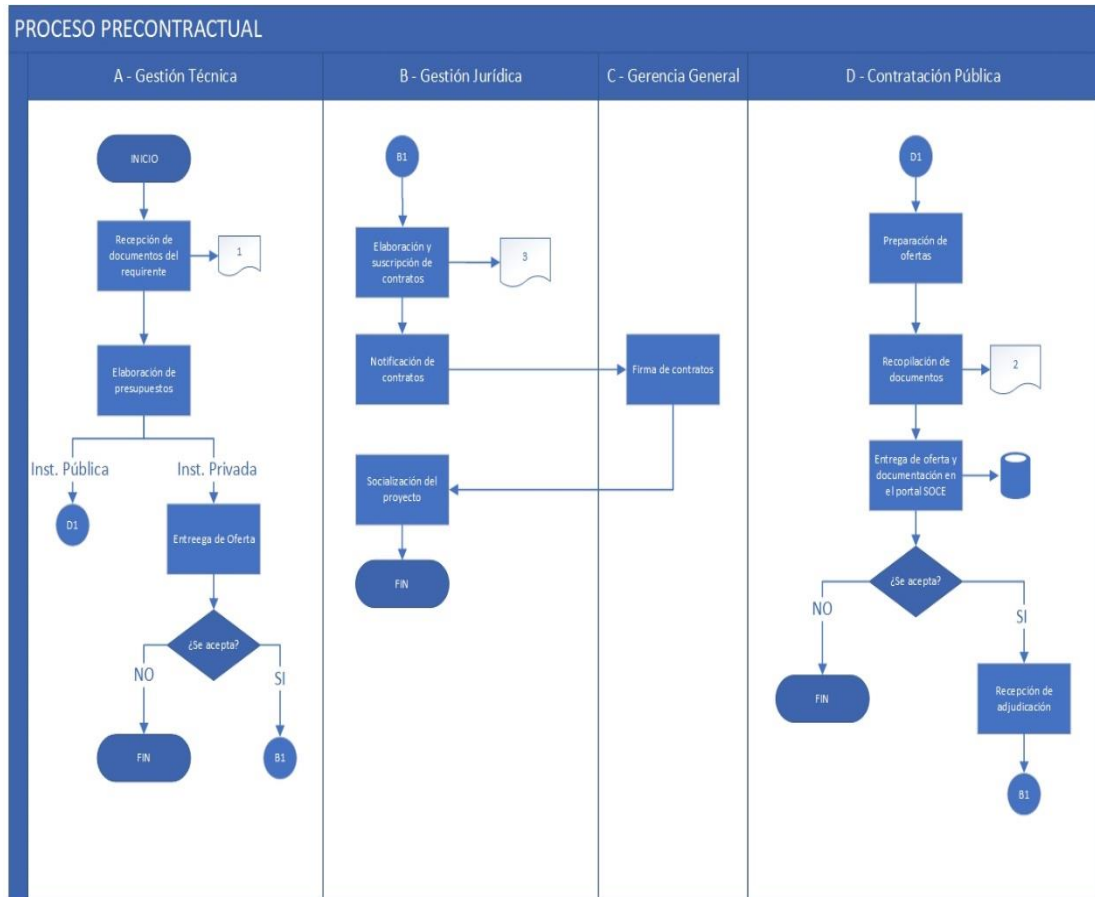 PROCESO PRECONTRACTUAL
A - Gestión Técnica
B - Gestión Jurídica
C - Gerencia General
D - Contratación Pública
INICIO
Recepción de
documentos del
requirente
1
Elaboración de
presupuestos
Inst. Pública
Inst. Privada
D1
Entreega de Oferta
¿Se acepta?
NO
SI
FIN
B1
B1
Elaboración y
suscripción de
contratos
3
Notificación de
contratos
Socialización del
proyecto
FIN
Firma de contratos
D1
Preparación de
ofertas
Recopilación de
documentos
2
Entrega de oferta y
documentación en
el portal SOCE
¿Se acepta?
NO
SI
FIN
Recepción de
adjudicación
B1